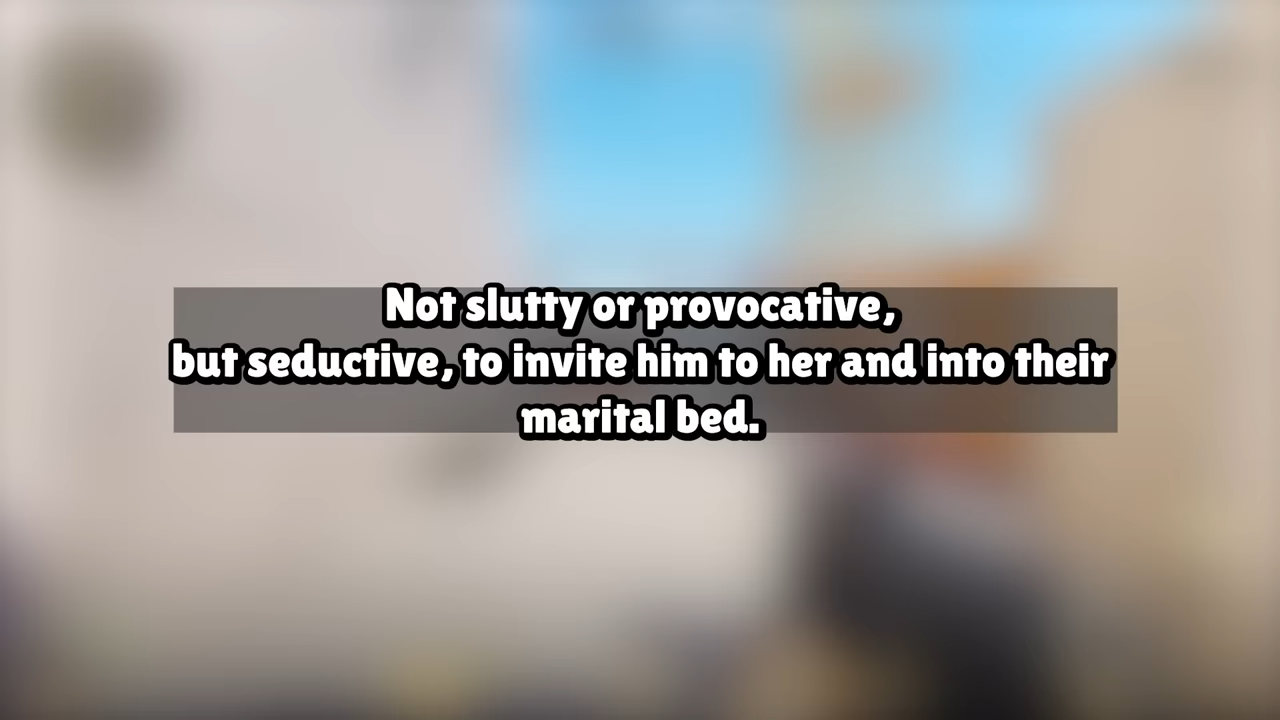 Not slutty or provocative,
but seductive, to invite him to her and into their
marital bed.